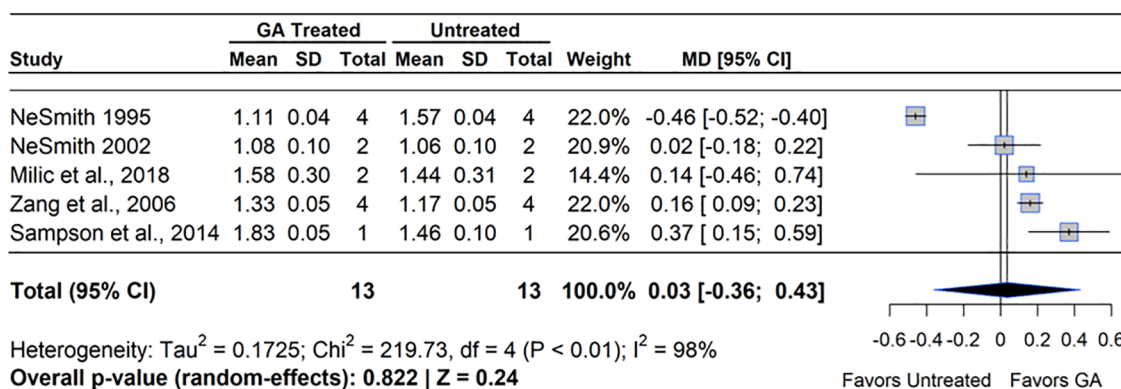 GA Treated Untreated
Study Mean SD Total Mean SD Total Weight MD [95% CI]
NeSmith 1995 1.11 0.04 4 1.57 0.04 4 22.0% -0.46 [-0.52; -0.40]
NeSmith 2002 1.08 0.10 2 1.06 0.10 2 20.9% 0.02 [-0.18; 0.22]
Milic et al., 2018 1.58 0.30 2 1.44 0.31 2 14.4% 0.14 [-0.46; 0.74]
Zang et al., 2006 1.33 0.05 4 1.17 0.05 4 22.0% 0.16 [ 0.09; 0.23]
Sampson et al., 2014 1.83 0.05 1 1.46 0.10 1 20.6% 0.37 [ 0.15; 0.59]
Total (95% CI) 13 13 100.0% 0.03 [-0.36; 0.43]
Heterogeneity: Tau² = 0.1725; Chi² = 219.73, df = 4 (P < 0.01); I² = 98%
Overall p-value (random-effects): 0.822 | Z = 0.24
-0.6 -0.4 -0.2 0 0.2 0.4 0.6
Favors Untreated Favors GA